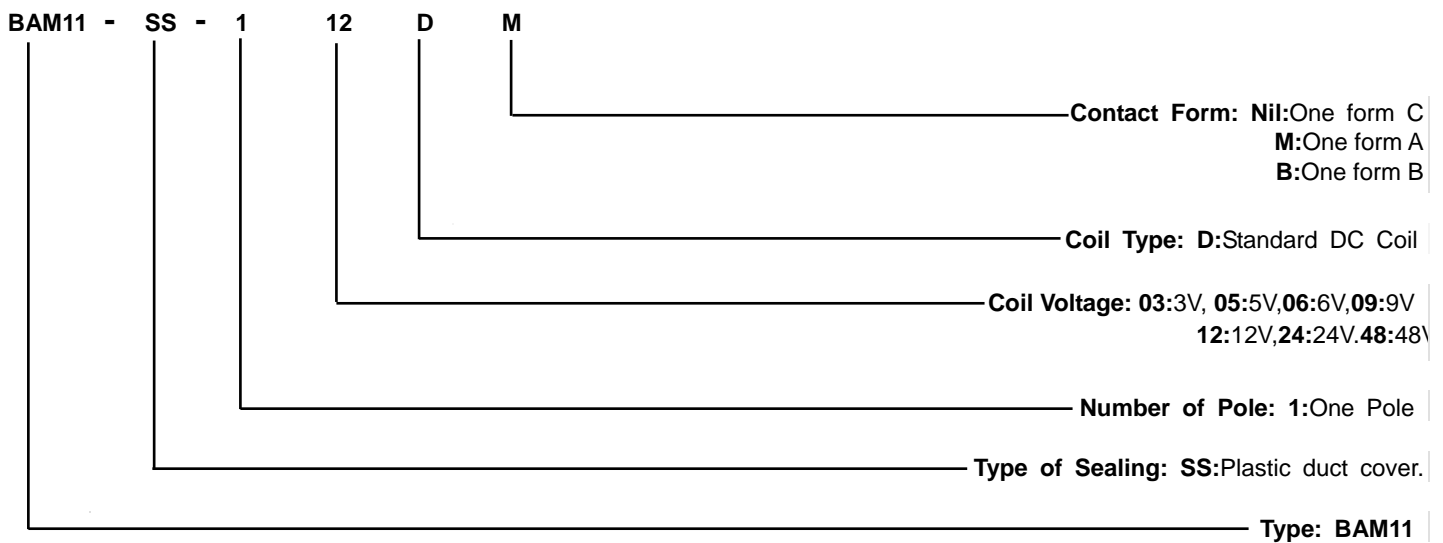 BAM11 - SS - 1 12 D M
Contact Form: Nil:One form C
M:One form A
B:One form B
Coil Type: D:Standard DC Coil
Coil Voltage: 03:3V, 05:5V,06:6V,09:9V
12:12V,24:24V.48:48V
Number of Pole: 1:One Pole
Type of Sealing: SS:Plastic duct cover.
Type: BAM11